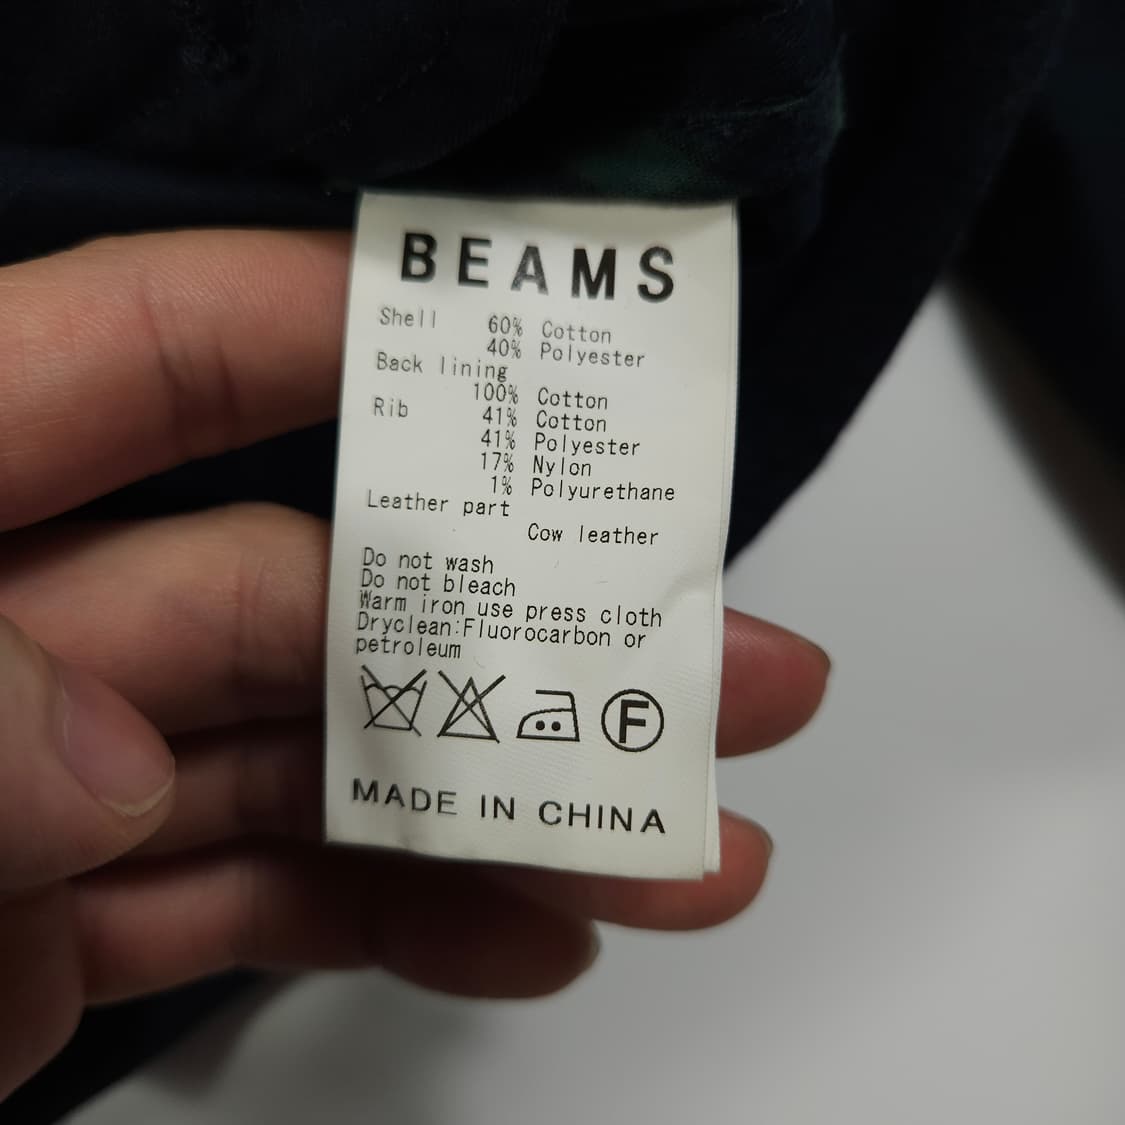 BEAMS
Shell 60% Cotton
40% Polyester
Back lining
100% Cotton
Rib 41% Cotton
41% Polyester
17% Nylon
1% Polyurethane
Leather part
Cow leather
Do not wash
Do not bleach
Warm iron use press cloth
Dryclean:Fluorocarbon or
petroleum
F
MADE IN CHINA